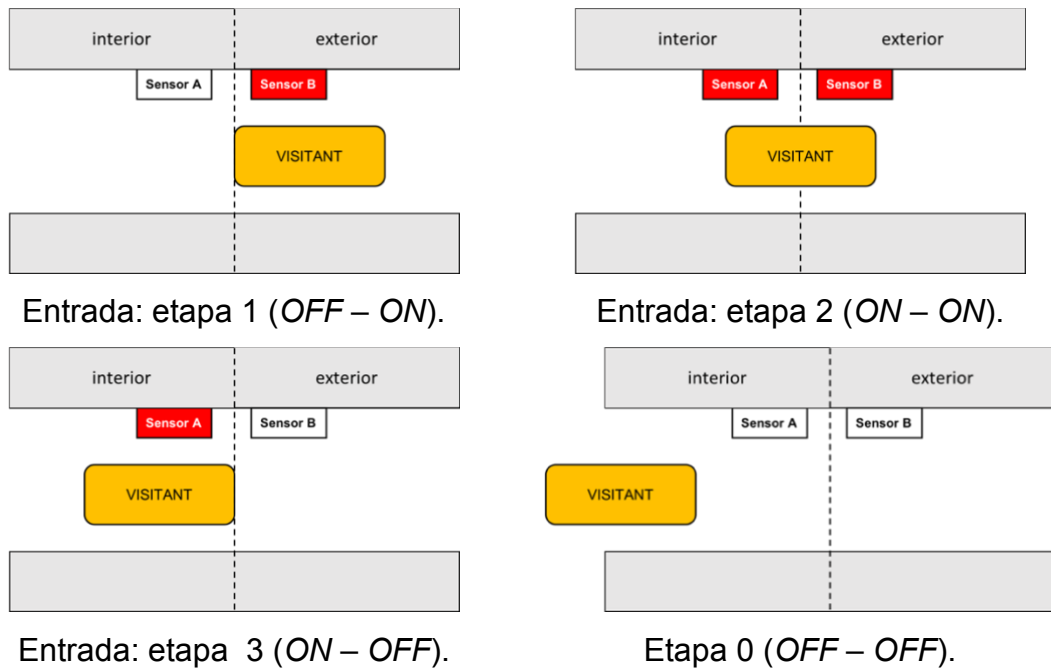 interior exterior
Sensor A Sensor B
VISITANT
Entrada: etapa 1 (OFF – ON).
interior exterior
Sensor A Sensor B
VISITANT
Entrada: etapa 2 (ON – ON).
interior exterior
Sensor A Sensor B
VISITANT
Entrada: etapa 3 (ON – OFF).
interior exterior
Sensor A Sensor B
VISITANT
Etapa 0 (OFF – OFF).